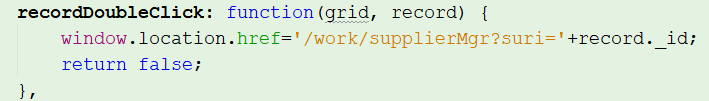 recordDoubleClick: function(grid, record) {
    window.location.href='/work/supplierMgr?suri='+record._id;
    return false;
},